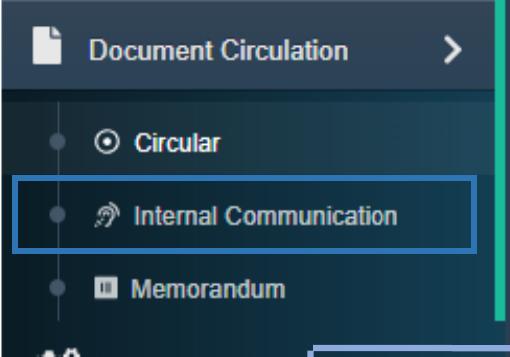 Document Circulation
Circular
Internal Communication
Memorandum